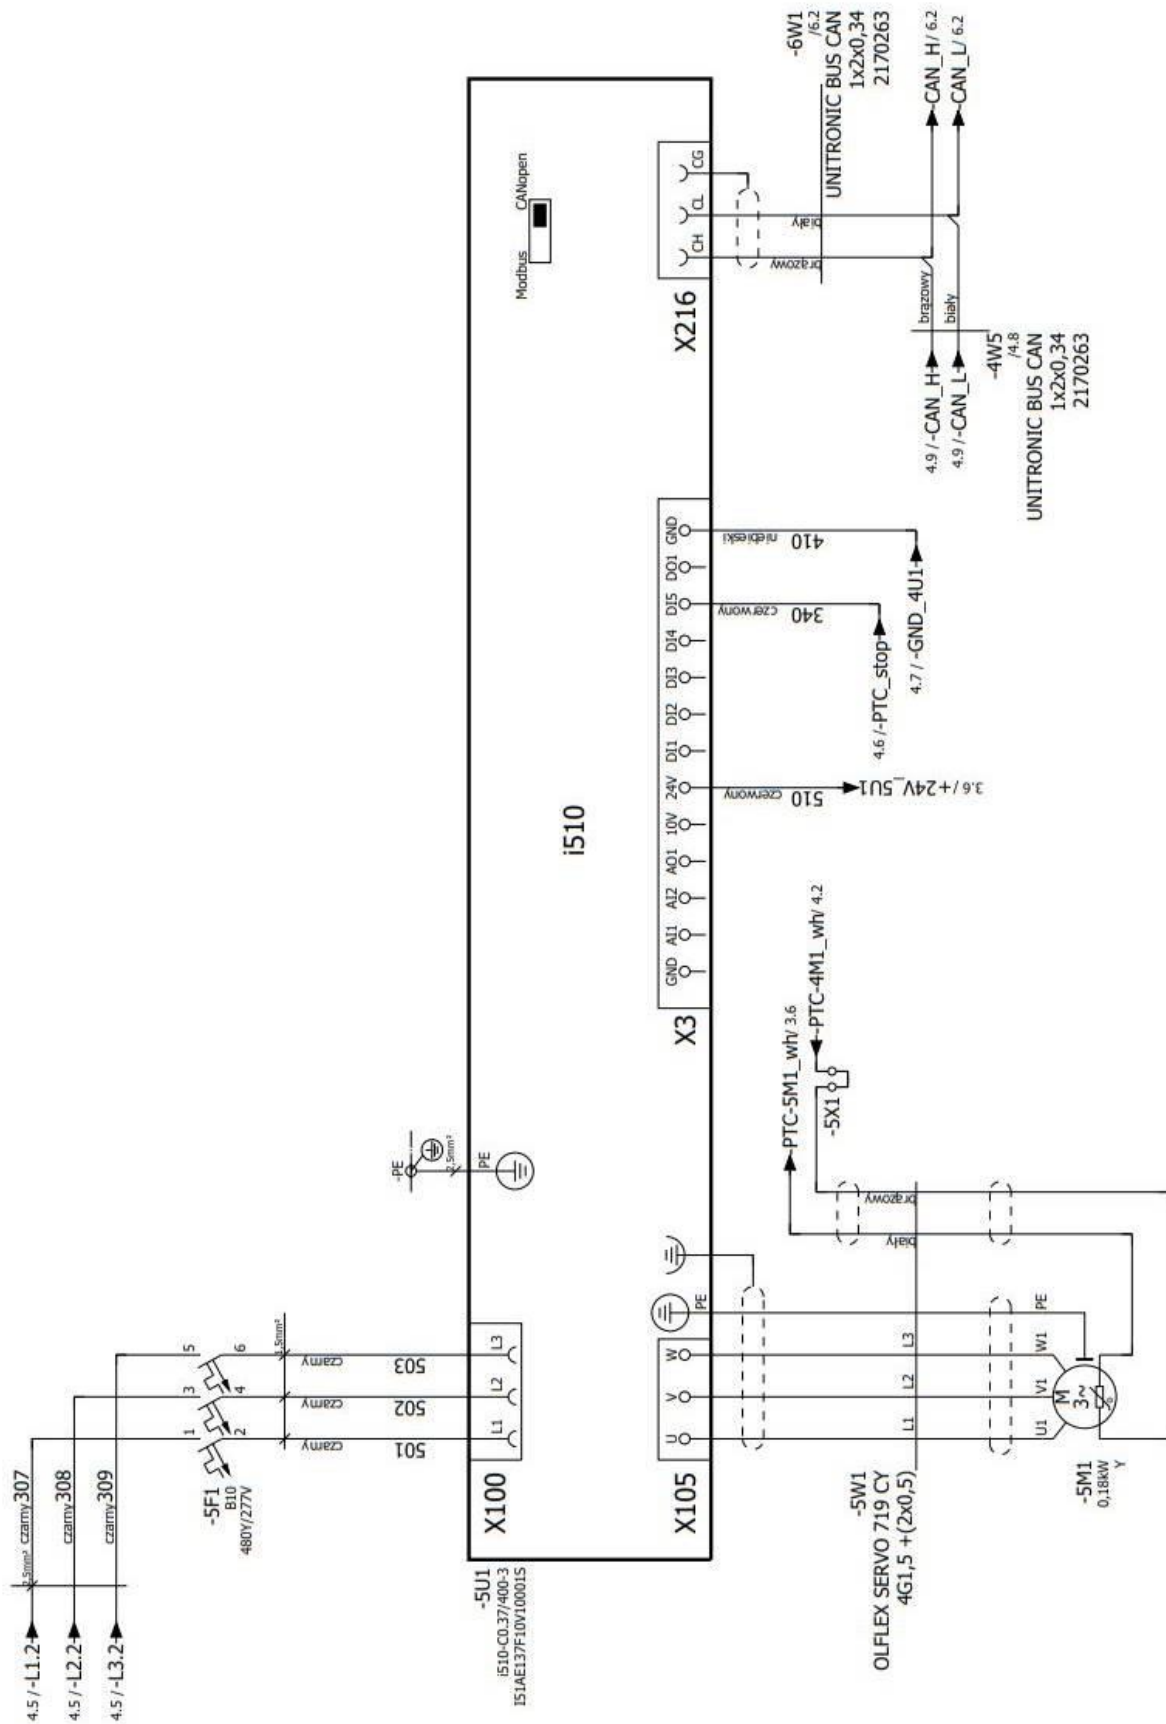 4.5 / -L1.2
4.5 / -L2.2
4.5 / -L3.2
2,5mm²
czarny 307
czarny 308
czarny 309
-5F1
B10
480Y/277V
1
3
5
2
4
6
1,5mm²
czarny
501
czarny
502
czarny
503
-PE
2,5mm²
PE
-5U1
i510-C0.37/400-3
I51AE137F10V10001S
X100
L1
L2
L3
i510
Modbus
CANopen
X105
U
V
W
PE
X3
GND
AI1
AI2
AO1
10V
24V
DI1
DI2
DI3
DI4
DI5
DO1
GND
X216
CH
CL
CG
czerwony
510
3.6 / +24V_5U1
czerwony
340
4.6 / -PTC_stop
niebieski
410
4.7 / -GND_4U1
brązowy
biały
-6W1
/6.2
UNITRONIC BUS CAN
1x2x0,34
2170263
-CAN_H / 6.2
-CAN_L / 6.2
brązowy
biały
4.9 / -CAN_H
4.9 / -CAN_L
-4W5
/4.8
UNITRONIC BUS CAN
1x2x0,34
2170263
-PTC-5M1_wh / 3.6
-PTC-4M1_wh / 4.2
-5X1
biały
brązowy
-5W1
OLFLEX SERVO 719 CY
4G1,5 +(2x0,5)
L1
L2
L3
U1
V1
W1
PE
-5M1
0,18kW
Y
M
3~